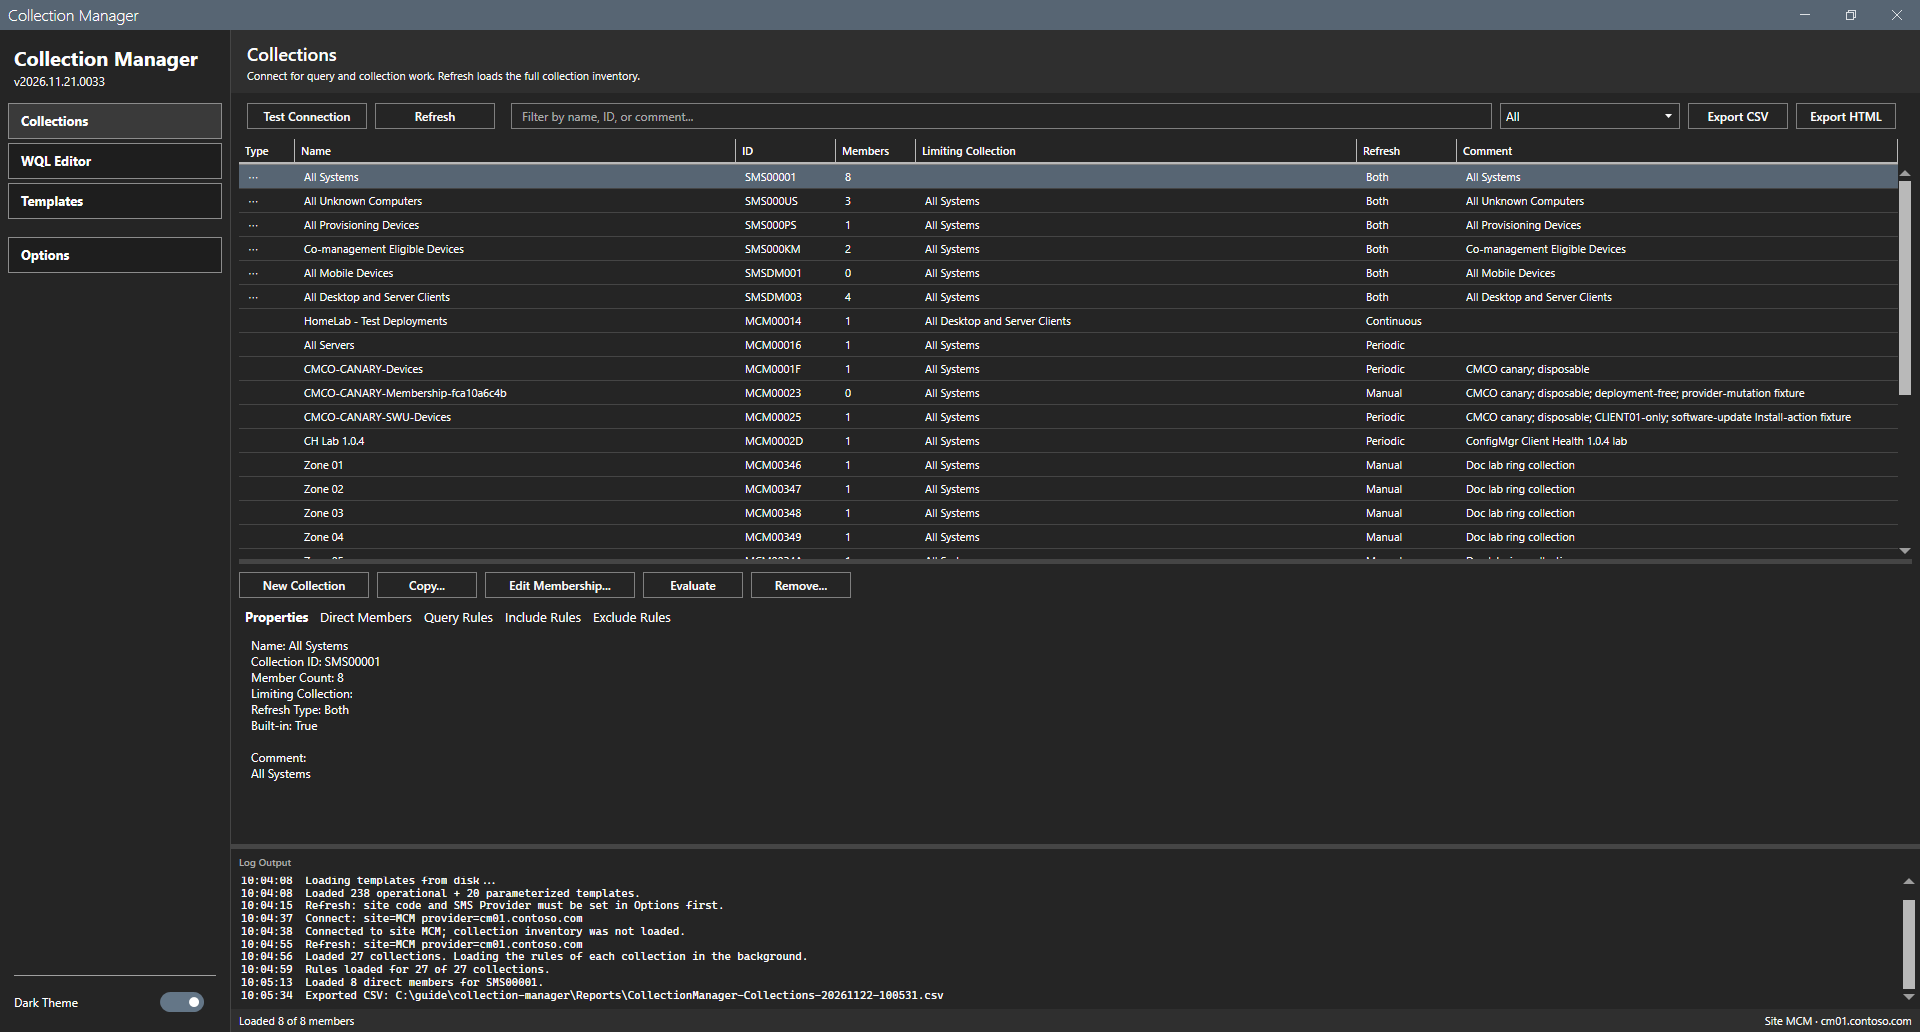 Collection Manager
Collection Manager
v2026.11.21.0033
Collections
WQL Editor
Templates
Options
Dark Theme
Collections
Connect for query and collection work. Refresh loads the full collection inventory.
Test Connection Refresh Filter by name, ID, or comment... All Export CSV Export HTML
Type Name ID Members Limiting Collection Refresh Comment
... All Systems SMS00001 8 Both All Systems
... All Unknown Computers SMS000US 3 All Systems Both All Unknown Computers
... All Provisioning Devices SMS000PS 1 All Systems Both All Provisioning Devices
... Co-management Eligible Devices SMS000KM 2 All Systems Both Co-management Eligible Devices
... All Mobile Devices SMSDM001 0 All Systems Both All Mobile Devices
... All Desktop and Server Clients SMSDM003 4 All Systems Both All Desktop and Server Clients
HomeLab - Test Deployments MCM00014 1 All Desktop and Server Clients Continuous
All Servers MCM00016 1 All Systems Periodic
CMCO-CANARY-Devices MCM0001F 1 All Systems Periodic CMCO canary; disposable
CMCO-CANARY-Membership-fca10a6c4b MCM00023 0 All Systems Manual CMCO canary; disposable; deployment-free; provider-mutation fixture
CMCO-CANARY-SWU-Devices MCM00025 1 All Systems Periodic CMCO canary; disposable; CLIENT01-only; software-update Install-action fixture
CH Lab 1.0.4 MCM0002D 1 All Systems Periodic ConfigMgr Client Health 1.0.4 lab
Zone 01 MCM00346 1 All Systems Manual Doc lab ring collection
Zone 02 MCM00347 1 All Systems Manual Doc lab ring collection
Zone 03 MCM00348 1 All Systems Manual Doc lab ring collection
Zone 04 MCM00349 1 All Systems Manual Doc lab ring collection
New Collection Copy... Edit Membership... Evaluate Remove...
Properties Direct Members Query Rules Include Rules Exclude Rules
Name: All Systems
Collection ID: SMS00001
Member Count: 8
Limiting Collection:
Refresh Type: Both
Built-in: True
Comment:
All Systems
Log Output
10:04:08 Loading templates from disk...
10:04:08 Loaded 238 operational + 20 parameterized templates.
10:04:15 Refresh: site code and SMS Provider must be set in Options first.
10:04:37 Connect: site=MCM provider=cm01.contoso.com
10:04:38 Connected to site MCM; collection inventory was not loaded.
10:04:55 Refresh: site=MCM provider=cm01.contoso.com
10:04:56 Loaded 27 collections. Loading the rules of each collection in the background.
10:04:59 Rules loaded for 27 of 27 collections.
10:05:13 Loaded 8 direct members for SMS00001.
10:05:34 Exported CSV: C:\guide\collection-manager\Reports\CollectionManager-Collections-20261122-100531.csv
Loaded 8 of 8 members
Site MCM · cm01.contoso.com